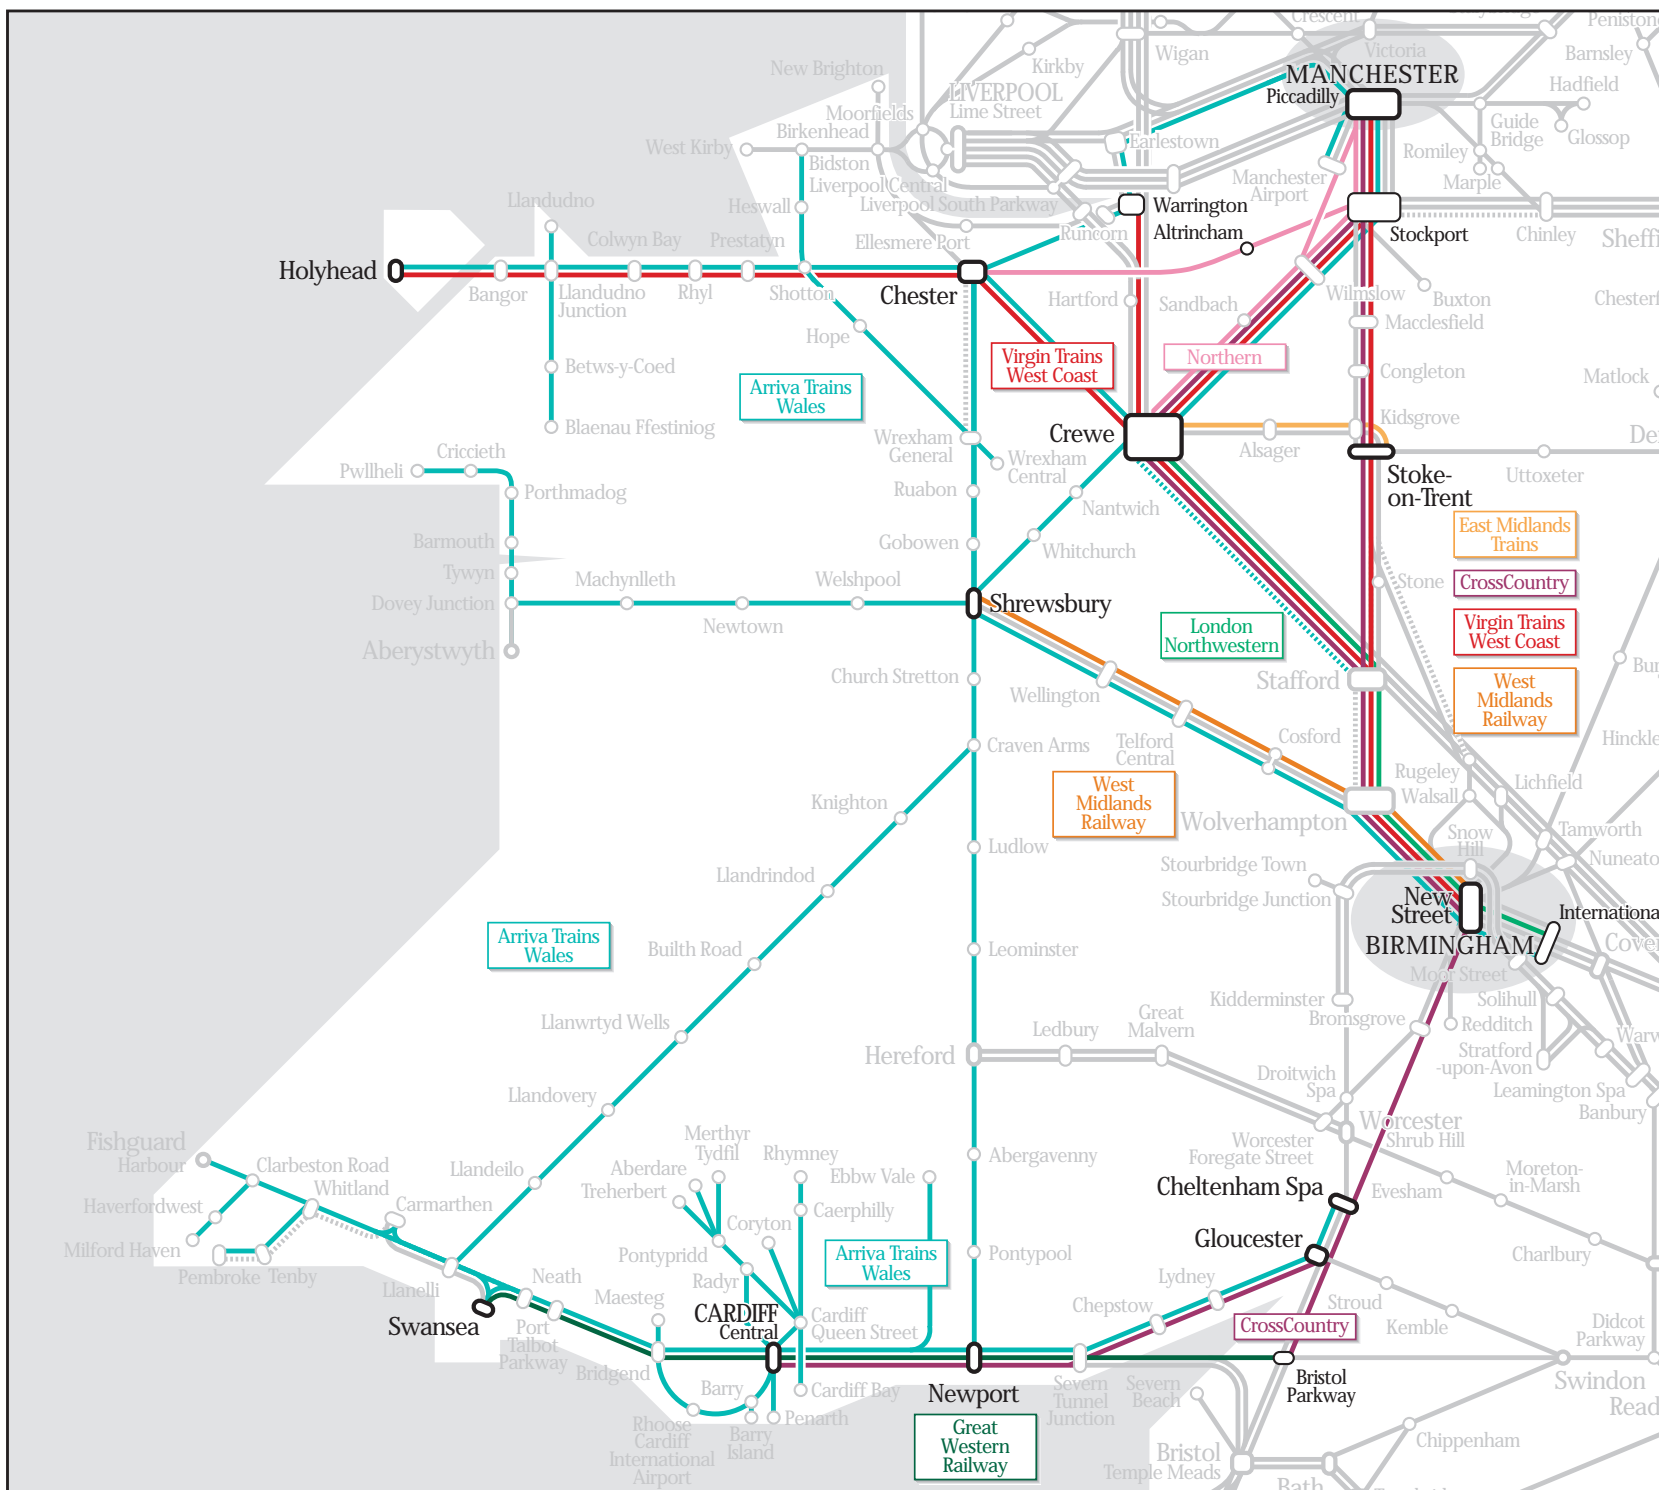 Crescent
Wigan
Victoria
Barnsley
Kirkby
New Brighton
MANCHESTER
Piccadilly
Hadfield
LIVERPOOL
Lime Street
Moorfields
Birkenhead
Guide
Bridge
Glossop
Earlestown
West Kirby
Bidston
Romiley
Marple
Liverpool Central
Manchester
Airport
Llandudno
Heswall
Liverpool South Parkway
Warrington
Runcorn
Altrincham
Stockport
Chinley
Colwyn Bay
Prestatyn
Ellesmere Port
Holyhead
Bangor
Llandudno
Junction
Rhyl
Shotton
Chester
Hartford
Sandbach
Wilmslow
Buxton
Macclesfield
Hope
Virgin Trains
West Coast
Northern
Betws-y-Coed
Arriva Trains
Wales
Congleton
Matlock
Blaenau Ffestiniog
Kidsgrove
Crewe
Alsager
Wrexham
General
Wrexham
Central
Criccieth
Pwllheli
Porthmadog
Ruabon
Nantwich
Stoke-
on-Trent
Uttoxeter
Barmouth
Gobowen
Whitchurch
East Midlands
Trains
Tywyn
Machynlleth
Welshpool
Stone
CrossCountry
Dovey Junction
Newtown
Shrewsbury
London
Northwestern
Virgin Trains
West Coast
Aberystwyth
Church Stretton
Wellington
Stafford
West
Midlands
Railway
Craven Arms
Telford
Central
Cosford
Rugeley
Lichfield
Knighton
West
Midlands
Railway
Walsall
Wolverhampton
Snow
Hill
Tamworth
Ludlow
Stourbridge Town
Llandrindod
Stourbridge Junction
New
Street
Arriva Trains
Wales
Builth Road
Leominster
BIRMINGHAM
Moor Street
Kidderminster
Solihull
Llanwrtyd Wells
Great
Malvern
Ledbury
Bromsgrove
Redditch
Hereford
Stratford
-upon-Avon
Droitwich
Spa
Leamington Spa
Banbury
Llandovery
Worcester
Shrub Hill
Fishguard
Harbour
Merthyr
Tydfil
Rhymney
Worcester
Foregate Street
Abergavenny
Clarbeston Road
Whitland
Llandeilo
Aberdare
Treherbert
Ebbw Vale
Cheltenham Spa
Evesham
Moreton-
in-Marsh
Haverfordwest
Carmarthen
Caerphilly
Coryton
Milford Haven
Pontypridd
Arriva Trains
Wales
Pontypool
Gloucester
Charlbury
Pembroke
Tenby
Llanelli
Neath
Radyr
Lydney
Maesteg
CARDIFF
Central
Cardiff
Queen Street
Chepstow
Stroud
Kemble
Swansea
Port
Talbot
Parkway
CrossCountry
Didcot
Parkway
Bridgend
Barry
Cardiff Bay
Newport
Severn
Tunnel
Junction
Severn
Beach
Bristol
Parkway
Swindon
Rhoose
Cardiff
International
Airport
Barry
Island
Penarth
Great
Western
Railway
Bristol
Temple Meads
Chippenham
Bath